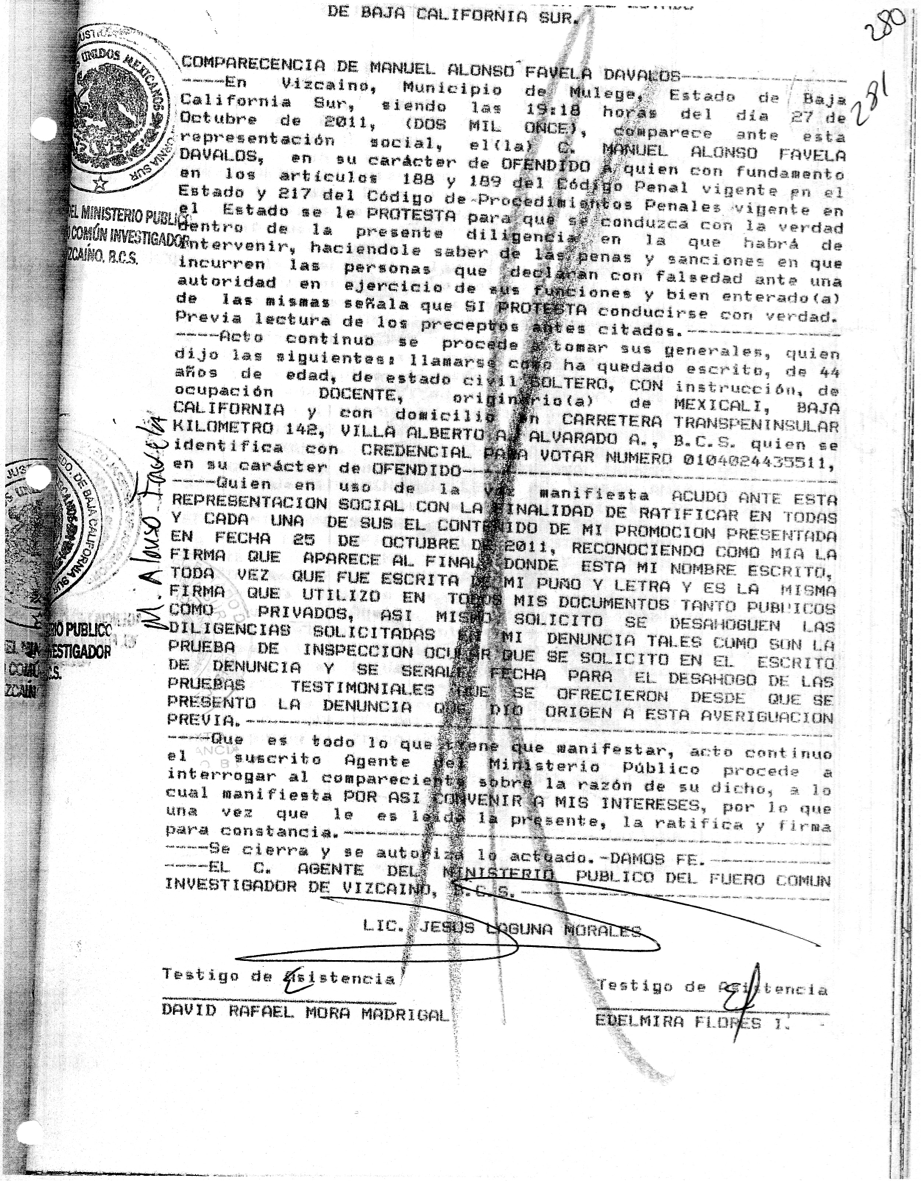 DE BAJA CALIFORNIA SUR.
280
281
COMPARECENCIA DE MANUEL ALONSO FAVELA DAVALOS------------
----En Vizcaino, Municipio de Mulege, Estado de Baja
California Sur, siendo las 19:18 horas del día 27 de
Octubre de 2011, (DOS MIL ONCE), comparece ante esta
representación social, el(la) C. MANUEL ALONSO FAVELA
DAVALOS, en su carácter de OFENDIDO a quien con fundamento
en los artículos 188 y 189 del Código Penal vigente en el
Estado y 217 del Código de Procedimientos Penales vigente en
el Estado se le PROTESTA para que se conduzca con la verdad
dentro de la presente diligencia en la que habrá de
intervenir, haciendole saber de las penas y sanciones en que
incurren las personas que declaran con falsedad ante una
autoridad en ejercicio de sus funciones y bien enterado(a)
de las mismas señala que SI PROTESTA conducirse con verdad.
Previa lectura de los preceptos antes citados.-------------
----Acto continuo se procede a tomar sus generales, quien
dijo las siguientes: llamarse como ha quedado escrito, de 44
años de edad, de estado civil SOLTERO, CON instrucción, de
ocupación DOCENTE, originario(a) de MEXICALI, BAJA
CALIFORNIA y con domicilio en CARRETERA TRANSPENINSULAR
KILOMETRO 142, VILLA ALBERTO A. ALVARADO A., B.C.S. quien se
identifica con CREDENCIAL PARA VOTAR NUMERO 0104024435511,
en su carácter de OFENDIDO-----------------------------------
----Quien en uso de la voz manifiesta ACUDO ANTE ESTA
REPRESENTACION SOCIAL CON LA FINALIDAD DE RATIFICAR EN TODAS
Y CADA UNA DE SUS EL CONTENIDO DE MI PROMOCION PRESENTADA
EN FECHA 25 DE OCTUBRE DE 2011, RECONOCIENDO COMO MIA LA
FIRMA QUE APARECE AL FINAL DONDE ESTA MI NOMBRE ESCRITO,
TODA VEZ QUE FUE ESCRITA DE MI PUÑO Y LETRA Y ES LA MISMA
FIRMA QUE UTILIZO EN TODOS MIS DOCUMENTOS TANTO PUBLICOS
COMO PRIVADOS, ASI MISMO SOLICITO SE DESAHOGUEN LAS
DILIGENCIAS SOLICITADAS EN MI DENUNCIA TALES COMO SON LA
PRUEBA DE INSPECCION OCULAR QUE SE SOLICITO EN EL ESCRITO
DE DENUNCIA Y SE SEÑALE FECHA PARA EL DESAHOGO DE LAS
PRUEBAS TESTIMONIALES QUE SE OFRECIERON DESDE QUE SE
PRESENTO LA DENUNCIA QUE DIO ORIGEN A ESTA AVERIGUACION
PREVIA.------------------------------------------------------
----Que es todo lo que tiene que manifestar, acto continuo
el suscrito Agente del Ministerio Público procede a
interrogar al compareciente sobre la razón de su dicho, a lo
cual manifiesta POR ASI CONVENIR A MIS INTERESES, por lo que
una vez que le es leída la presente, la ratifica y firma
para constancia.---------------------------------------------
----Se cierra y se autoriza lo actuado.-DAMOS FE.-----------
----EL C. AGENTE DEL MINISTERIO PUBLICO DEL FUERO COMUN
INVESTIGADOR DE VIZCAINO, B.C.S.-----------------------------
LIC. JESUS LAGUNA MORALES
Testigo de Asistencia
Testigo de Asistencia
DAVID RAFAEL MORA MADRIGAL
EDELMIRA FLORES I.
UNIDOS MEXICANOS
EL MINISTERIO PUBLICO
COMÚN INVESTIGADOR
ZCAÍNO, B.C.S.
M. Alonso Favela
DO DE BAJA CALIFORNIA SUR
IO PUBLICO
ESTIGADOR